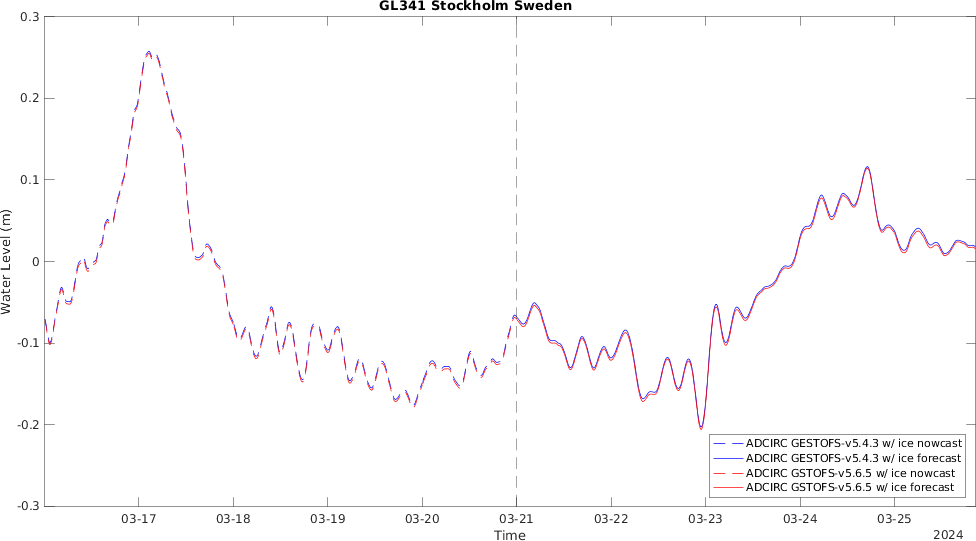 GL341 Stockholm Sweden
0.3
0.2
0.1
0
-0.1
-0.2
-0.3
Water Level (m)
ADCIRC GESTOFS-v5.4.3 w/ ice nowcast
ADCIRC GESTOFS-v5.4.3 w/ ice forecast
ADCIRC GSTOFS-v5.6.5 w/ ice nowcast
ADCIRC GSTOFS-v5.6.5 w/ ice forecast
03-17 03-18 03-19 03-20 03-21 03-22 03-23 03-24 03-25
Time
2024